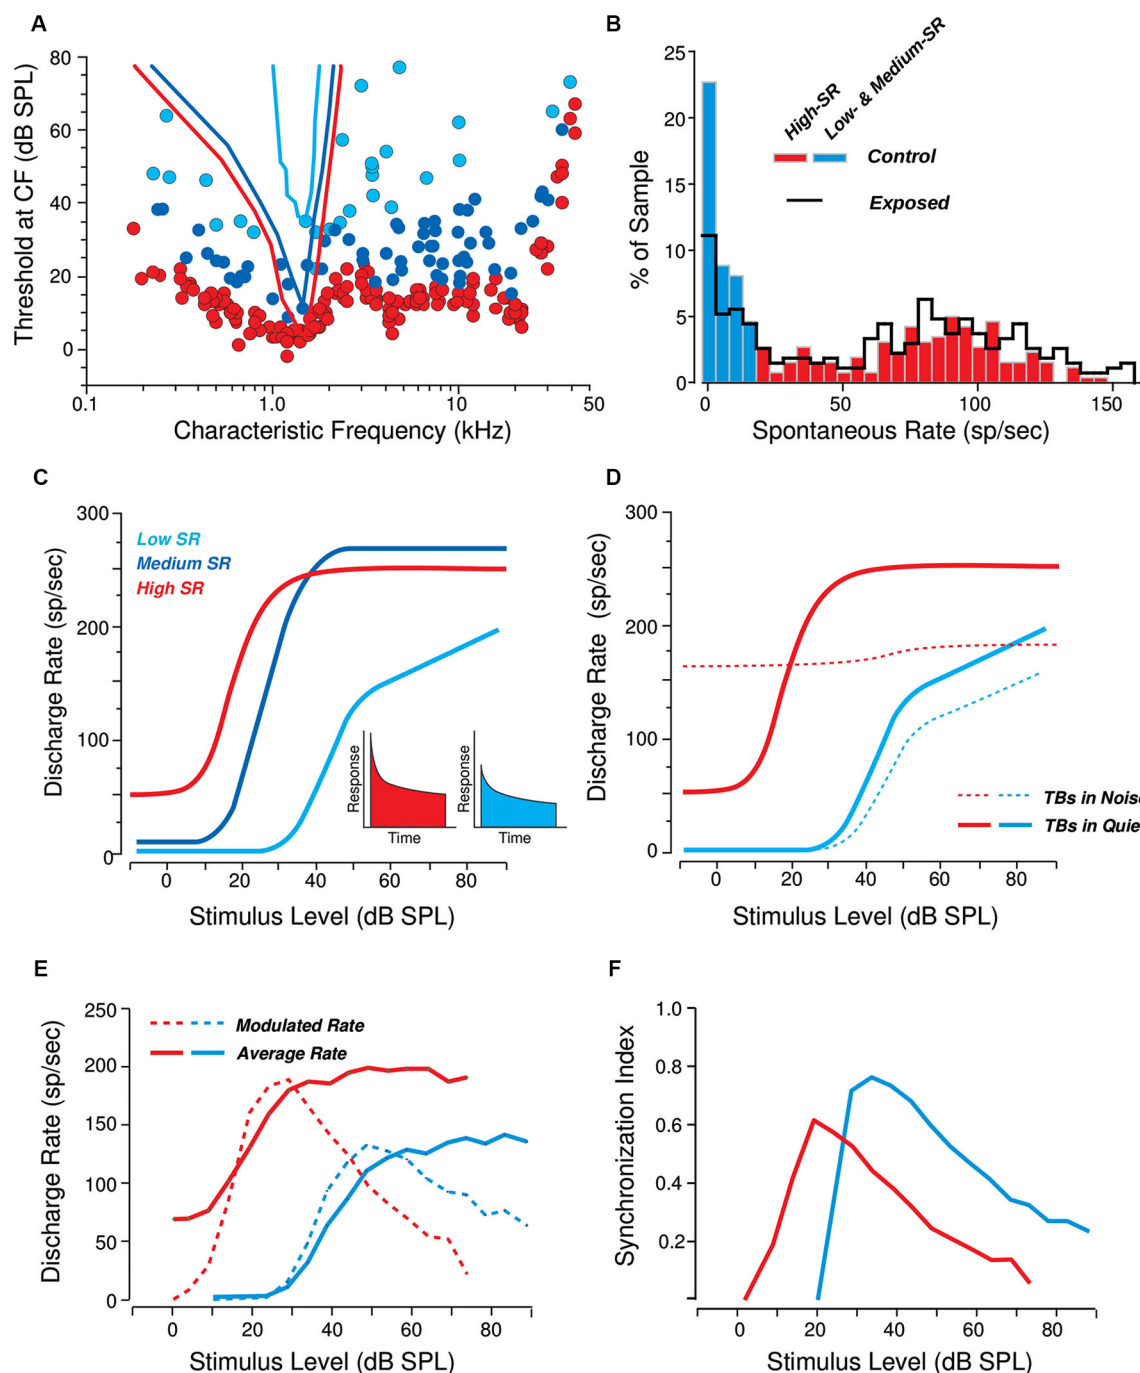 A
Threshold at CF (dB SPL)
80
60
40
20
0
0.1
1.0
10
50
Characteristic Frequency (kHz)
B
% of Sample
25
20
15
10
5
0
High-SR
Low- & Medium-SR
Control
Exposed
0
50
100
150
Spontaneous Rate (sp/sec)
C
Discharge Rate (sp/sec)
300
200
100
0
Low SR
Medium SR
High SR
Response
Time
Response
Time
0
20
40
60
80
Stimulus Level (dB SPL)
D
Discharge Rate (sp/sec)
300
200
100
0
TBs in Noise
TBs in Quie
0
20
40
60
80
Stimulus Level (dB SPL)
E
Discharge Rate (sp/sec)
250
200
150
100
50
0
Modulated Rate
Average Rate
0
20
40
60
80
Stimulus Level (dB SPL)
F
Synchronization Index
1.0
0.8
0.6
0.4
0.2
0
20
40
60
80
Stimulus Level (dB SPL)